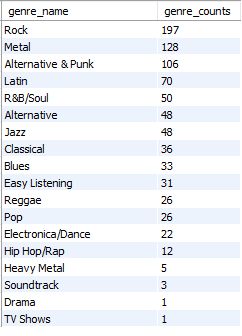 genre_name genre_counts
Rock 197
Metal 128
Alternative & Punk 106
Latin 70
R&B/Soul 50
Alternative 48
Jazz 48
Classical 36
Blues 33
Easy Listening 31
Reggae 26
Pop 26
Electronica/Dance 22
Hip Hop/Rap 12
Heavy Metal 5
Soundtrack 3
Drama 1
TV Shows 1